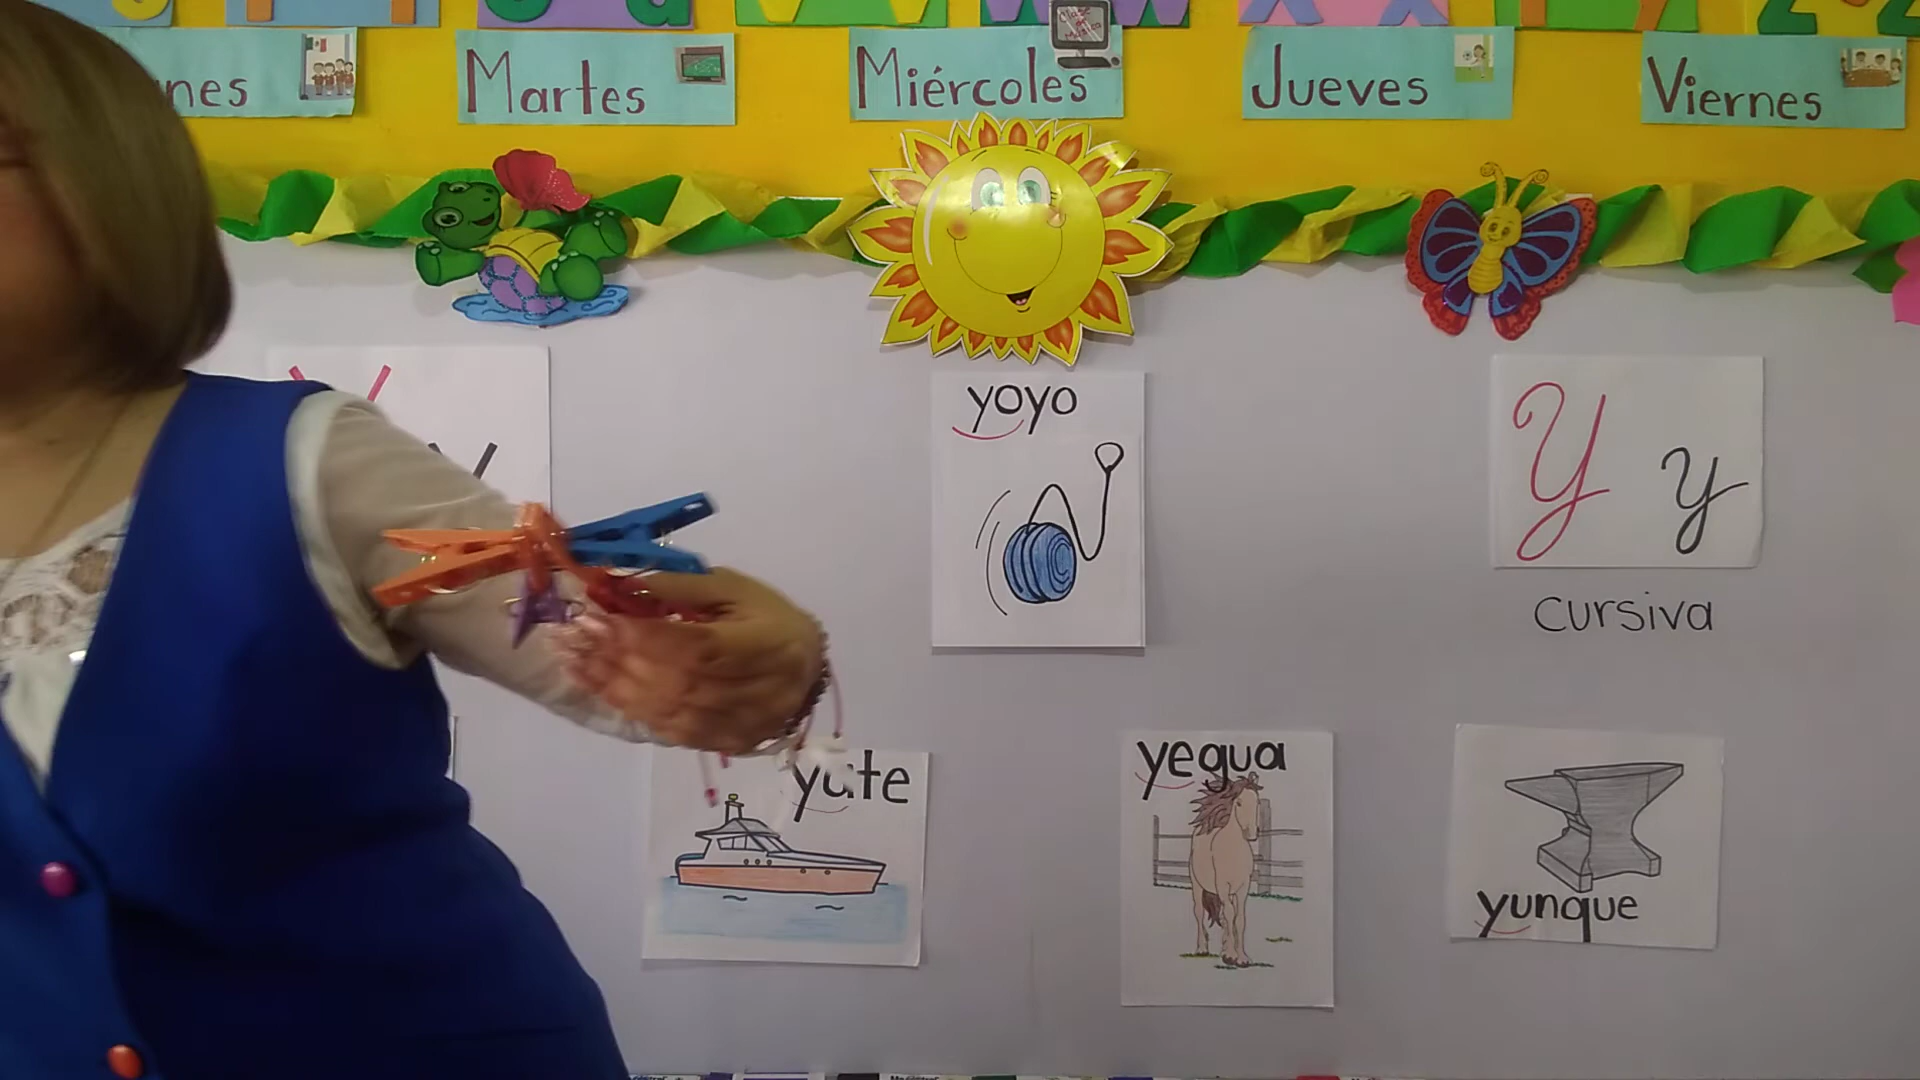 Martes
Miércoles
Jueves
Viernes
yoyo
Y y
cursiva
yate
yegua
yunque